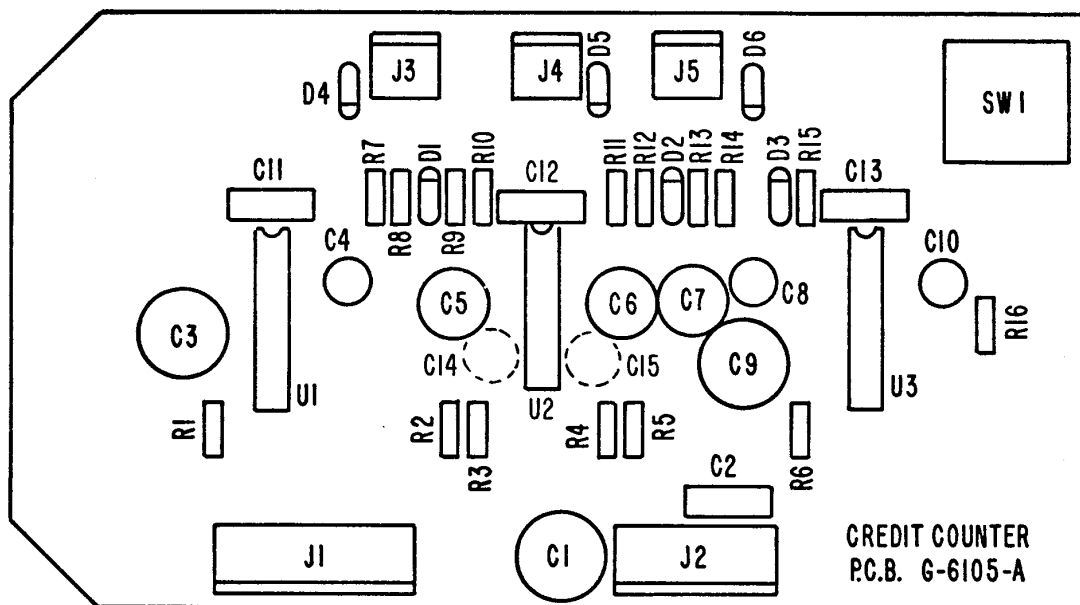 D5
D6
J3
J4
J5
D4
SW1
R7
D1
R10
R11
R12
D2
R13
R14
D3
R15
C11
C12
C13
R8
R9
C4
C10
C5
C6
C7
C8
R16
C3
C14
C15
C9
U1
U2
U3
R1
R2
R3
R4
R5
R6
C2
J1
C1
J2
CREDIT COUNTER
P.C.B. G-6105-A